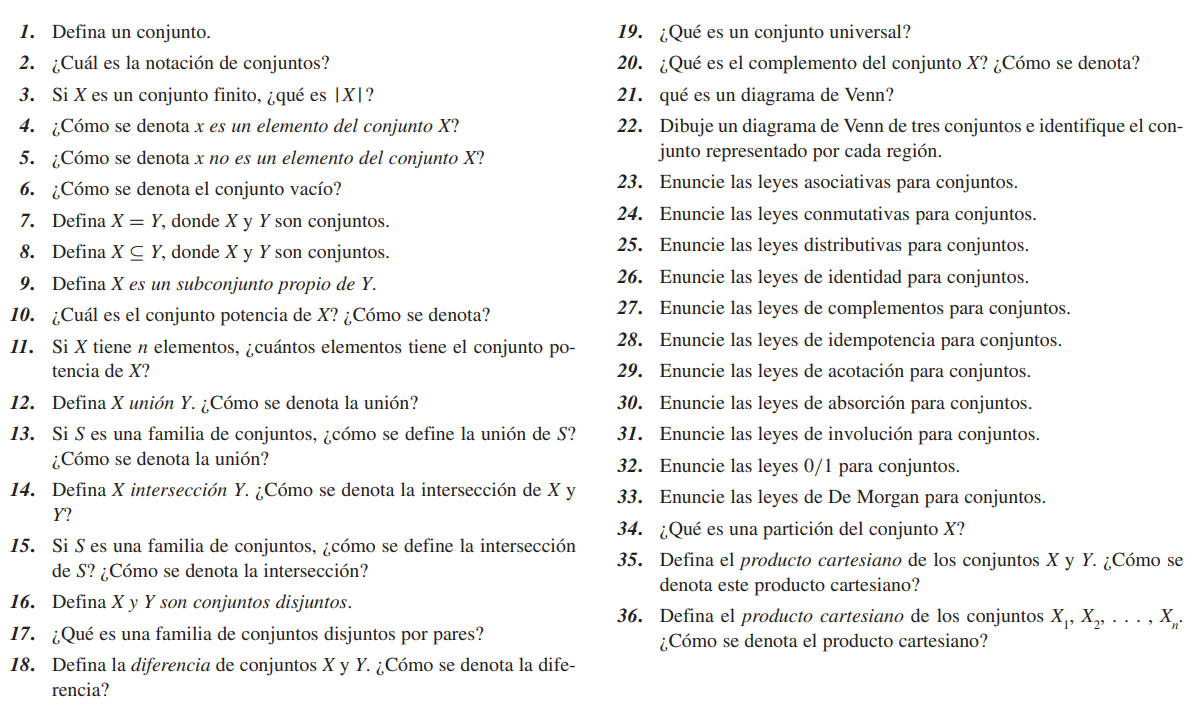 1. Defina un conjunto.
2. ¿Cuál es la notación de conjuntos?
3. Si X es un conjunto finito, ¿qué es |X|?
4. ¿Cómo se denota x es un elemento del conjunto X?
5. ¿Cómo se denota x no es un elemento del conjunto X?
6. ¿Cómo se denota el conjunto vacío?
7. Defina X = Y, donde X y Y son conjuntos.
8. Defina X ⊆ Y, donde X y Y son conjuntos.
9. Defina X es un subconjunto propio de Y.
10. ¿Cuál es el conjunto potencia de X? ¿Cómo se denota?
11. Si X tiene n elementos, ¿cuántos elementos tiene el conjunto po-
tencia de X?
12. Defina X unión Y. ¿Cómo se denota la unión?
13. Si S es una familia de conjuntos, ¿cómo se define la unión de S?
¿Cómo se denota la unión?
14. Defina X intersección Y. ¿Cómo se denota la intersección de X y
Y?
15. Si S es una familia de conjuntos, ¿cómo se define la intersección
de S? ¿Cómo se denota la intersección?
16. Defina X y Y son conjuntos disjuntos.
17. ¿Qué es una familia de conjuntos disjuntos por pares?
18. Defina la diferencia de conjuntos X y Y. ¿Cómo se denota la dife-
rencia?
19. ¿Qué es un conjunto universal?
20. ¿Qué es el complemento del conjunto X? ¿Cómo se denota?
21. qué es un diagrama de Venn?
22. Dibuje un diagrama de Venn de tres conjuntos e identifique el con-
junto representado por cada región.
23. Enuncie las leyes asociativas para conjuntos.
24. Enuncie las leyes conmutativas para conjuntos.
25. Enuncie las leyes distributivas para conjuntos.
26. Enuncie las leyes de identidad para conjuntos.
27. Enuncie las leyes de complementos para conjuntos.
28. Enuncie las leyes de idempotencia para conjuntos.
29. Enuncie las leyes de acotación para conjuntos.
30. Enuncie las leyes de absorción para conjuntos.
31. Enuncie las leyes de involución para conjuntos.
32. Enuncie las leyes 0/1 para conjuntos.
33. Enuncie las leyes de De Morgan para conjuntos.
34. ¿Qué es una partición del conjunto X?
35. Defina el producto cartesiano de los conjuntos X y Y. ¿Cómo se
denota este producto cartesiano?
36. Defina el producto cartesiano de los conjuntos X₁, X₂, . . . , Xₙ.
¿Cómo se denota el producto cartesiano?